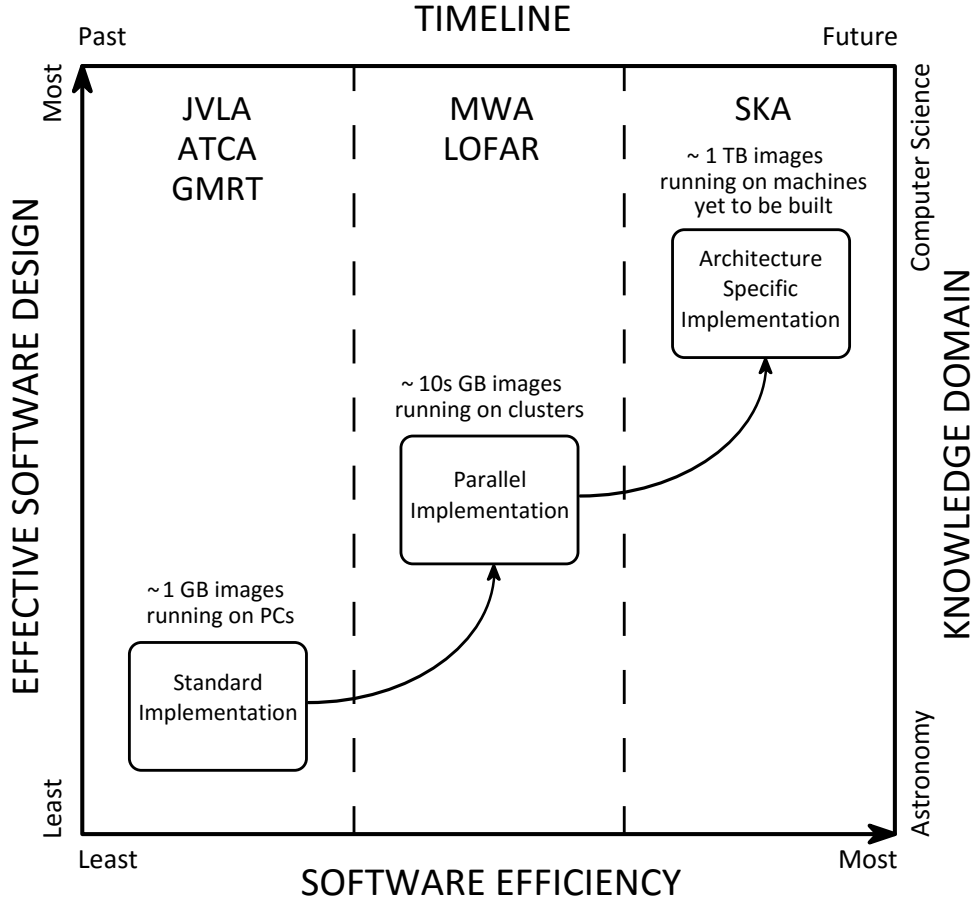 TIMELINE
Past
Future
Most
JVLA
ATCA
GMRT
MWA
LOFAR
SKA
~ 1 TB images
running on machines
yet to be built
Architecture
Specific
Implementation
Computer Science
EFFECTIVE SOFTWARE DESIGN
KNOWLEDGE DOMAIN
~ 10s GB images
running on clusters
Parallel
Implementation
~ 1 GB images
running on PCs
Standard
Implementation
Least
Astronomy
Least
Most
SOFTWARE EFFICIENCY